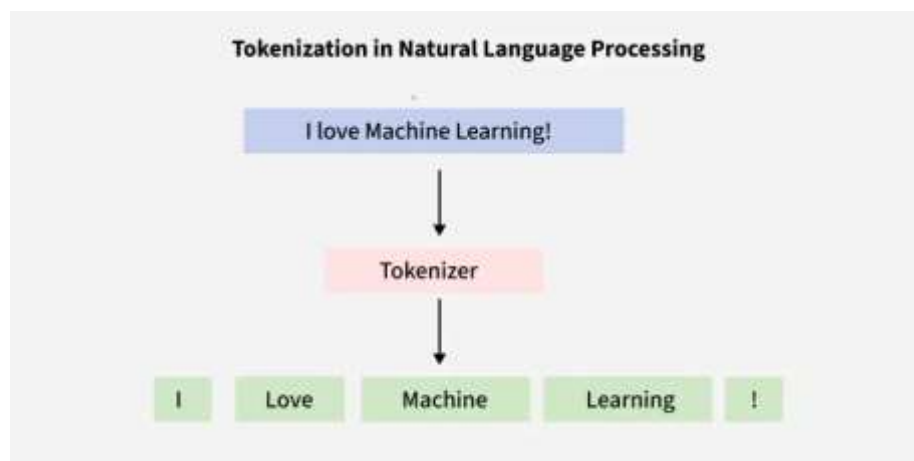 Tokenization in Natural Language Processing
I love Machine Learning!
Tokenizer
I Love Machine Learning !